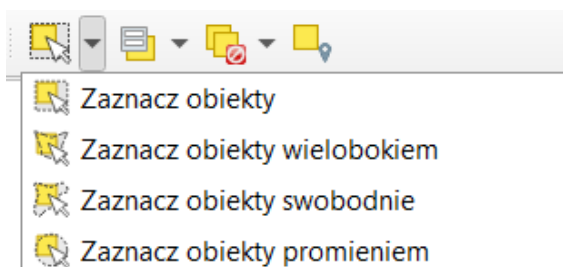 Zaznacz obiekty
Zaznacz obiekty wielobokiem
Zaznacz obiekty swobodnie
Zaznacz obiekty promieniem